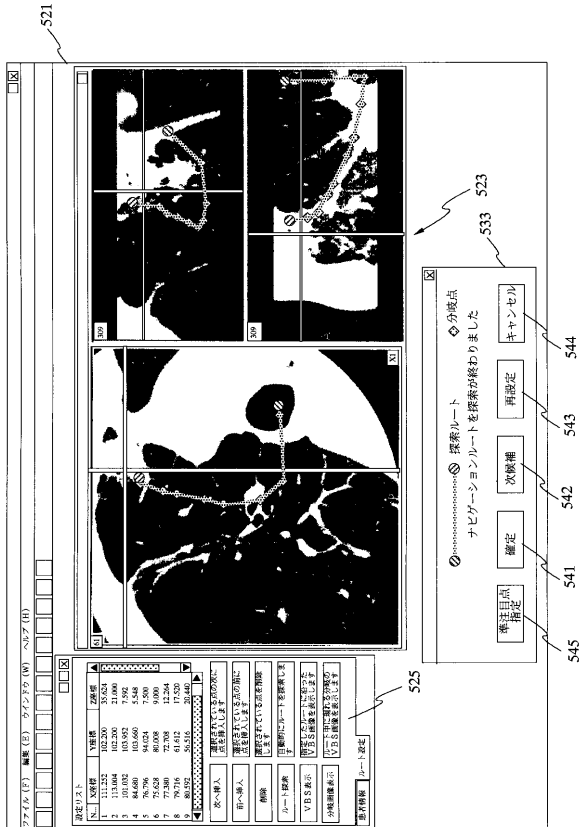 ファイル (F) 編集 (E) ウィンドウ (W) ヘルプ (H)
521
設定リスト
N... X座標 Y座標 Z座標
1 111.252 102.200 35.624
2 113.004 102.200 21.000
3 101.032 103.952 7.592
4 84.680 103.660 5.548
5 76.796 94.024 7.500
6 75.628 80.008 9.000
7 77.380 72.708 12.264
8 79.716 61.612 17.520
9 80.592 56.516 20.440
次へ挿入 選択されている点の次に点を挿入します
前へ挿入 選択されている点の前に点を挿入します
削除 選択されている点を削除します
ルート探索 自動的にルートを探索します
VBS表示 指定したルートに沿ったVBS画像を表示します
分岐画像表示 ルート中に現れる分岐のVBS画像を表示します
患者情報 ルート設定
525
61
X1
309
309
523
533
探索ルート 分岐点
ナビゲーションルートを探索が終わりました
準注目点指定
確定
次候補
再設定
キャンセル
545
541
542
543
544